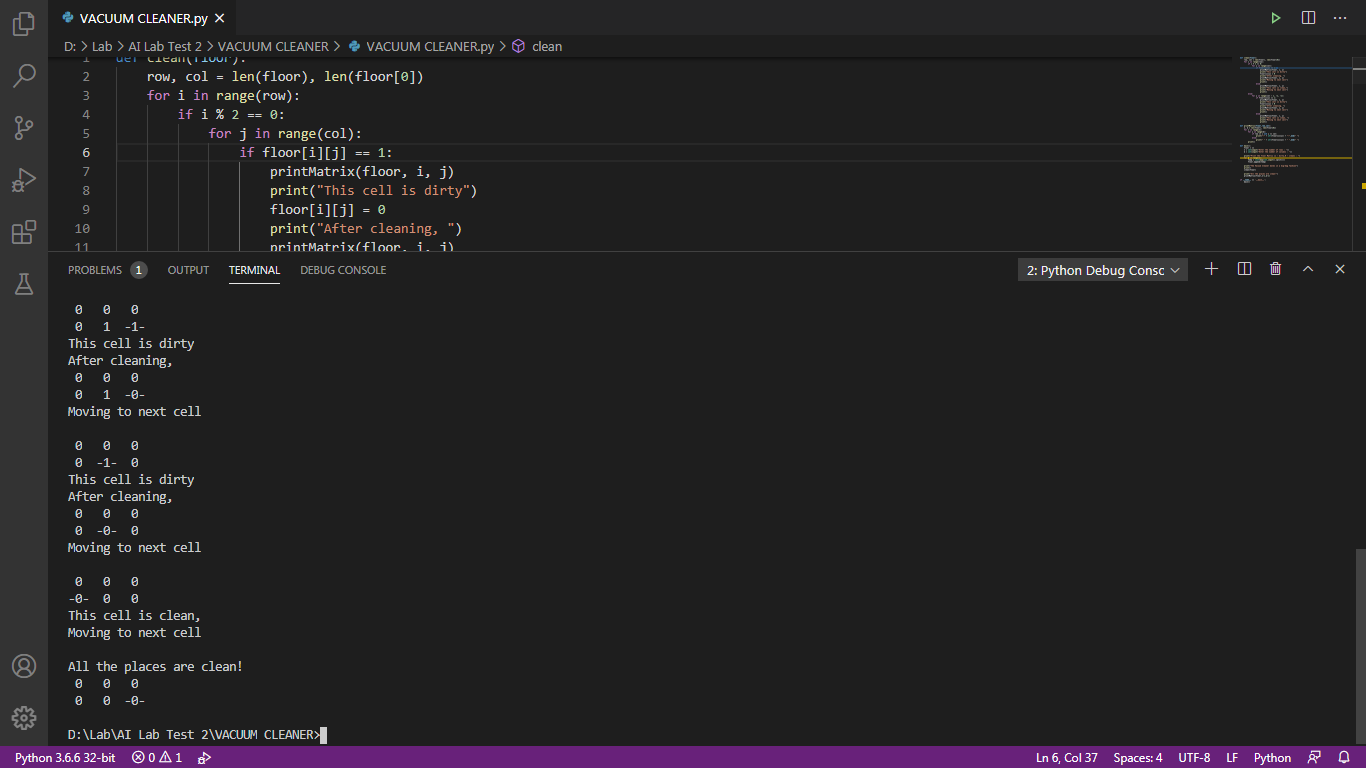 VACUUM CLEANER.py
D: > Lab > AI Lab Test 2 > VACUUM CLEANER > VACUUM CLEANER.py > clean
1 def clean(floor):
2 row, col = len(floor), len(floor[0])
3 for i in range(row):
4 if i % 2 == 0:
5 for j in range(col):
6 if floor[i][j] == 1:
7 printMatrix(floor, i, j)
8 print("This cell is dirty")
9 floor[i][j] = 0
10 print("After cleaning, ")
11 printMatrix(floor, i, j)
PROBLEMS 1 OUTPUT TERMINAL DEBUG CONSOLE 2: Python Debug Consc
0 0 0
0 1 -1-
This cell is dirty
After cleaning,
0 0 0
0 1 -0-
Moving to next cell
0 0 0
0 -1- 0
This cell is dirty
After cleaning,
0 0 0
0 -0- 0
Moving to next cell
0 0 0
-0- 0 0
This cell is clean,
Moving to next cell
All the places are clean!
0 0 0
0 0 -0-
D:\Lab\AI Lab Test 2\VACUUM CLEANER>
Python 3.6.6 32-bit 0 1 Ln 6, Col 37 Spaces: 4 UTF-8 LF Python